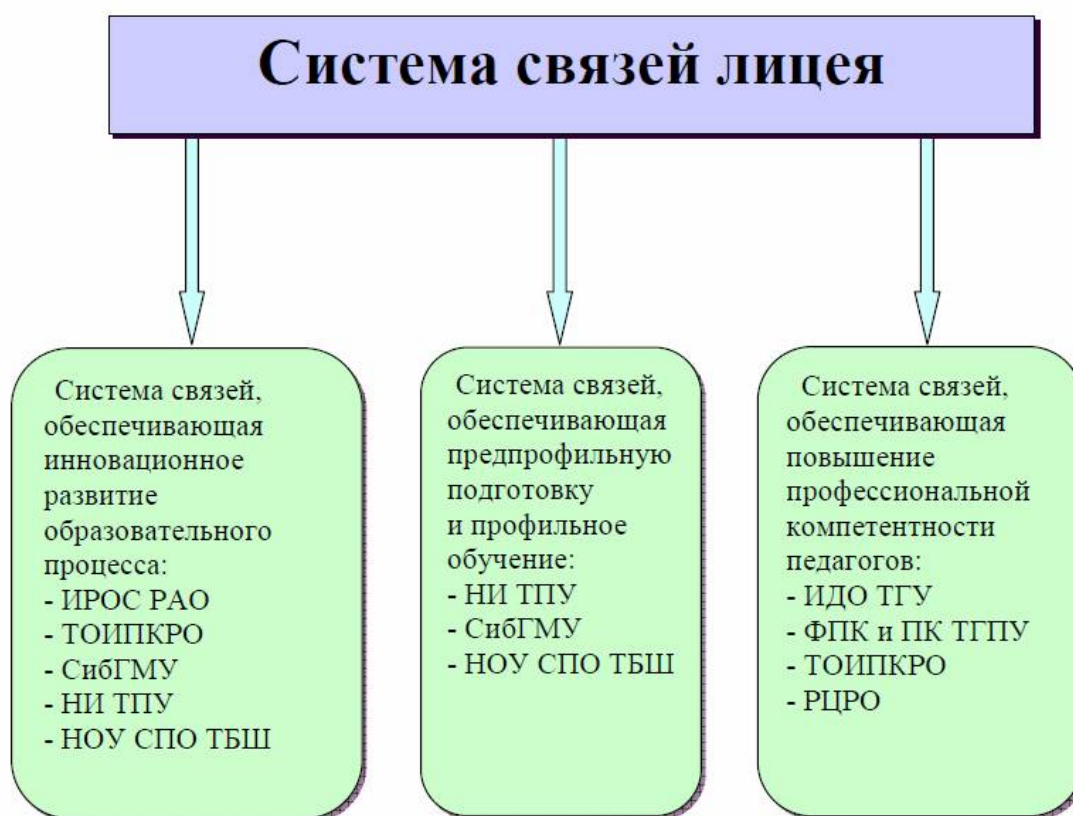 Система связей лицея
Система связей,
обеспечивающая
инновационное
развитие
образовательного
процесса:
- ИРОС РАО
- ТОИПКРО
- СибГМУ
- НИ ТПУ
- НОУ СПО ТБШ
Система связей,
обеспечивающая
предпрофильную
подготовку
и профильное
обучение:
- НИ ТПУ
- СибГМУ
- НОУ СПО ТБШ
Система связей,
обеспечивающая
повышение
профессиональной
компетентности
педагогов:
- ИДО ТГУ
- ФПК и ПК ТГПУ
- ТОИПКРО
- РЦРО